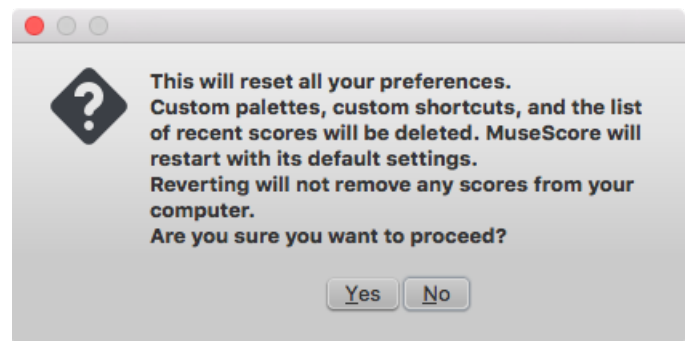 This will reset all your preferences.
Custom palettes, custom shortcuts, and the list
of recent scores will be deleted. MuseScore will
restart with its default settings.
Reverting will not remove any scores from your
computer.
Are you sure you want to proceed?
Yes No